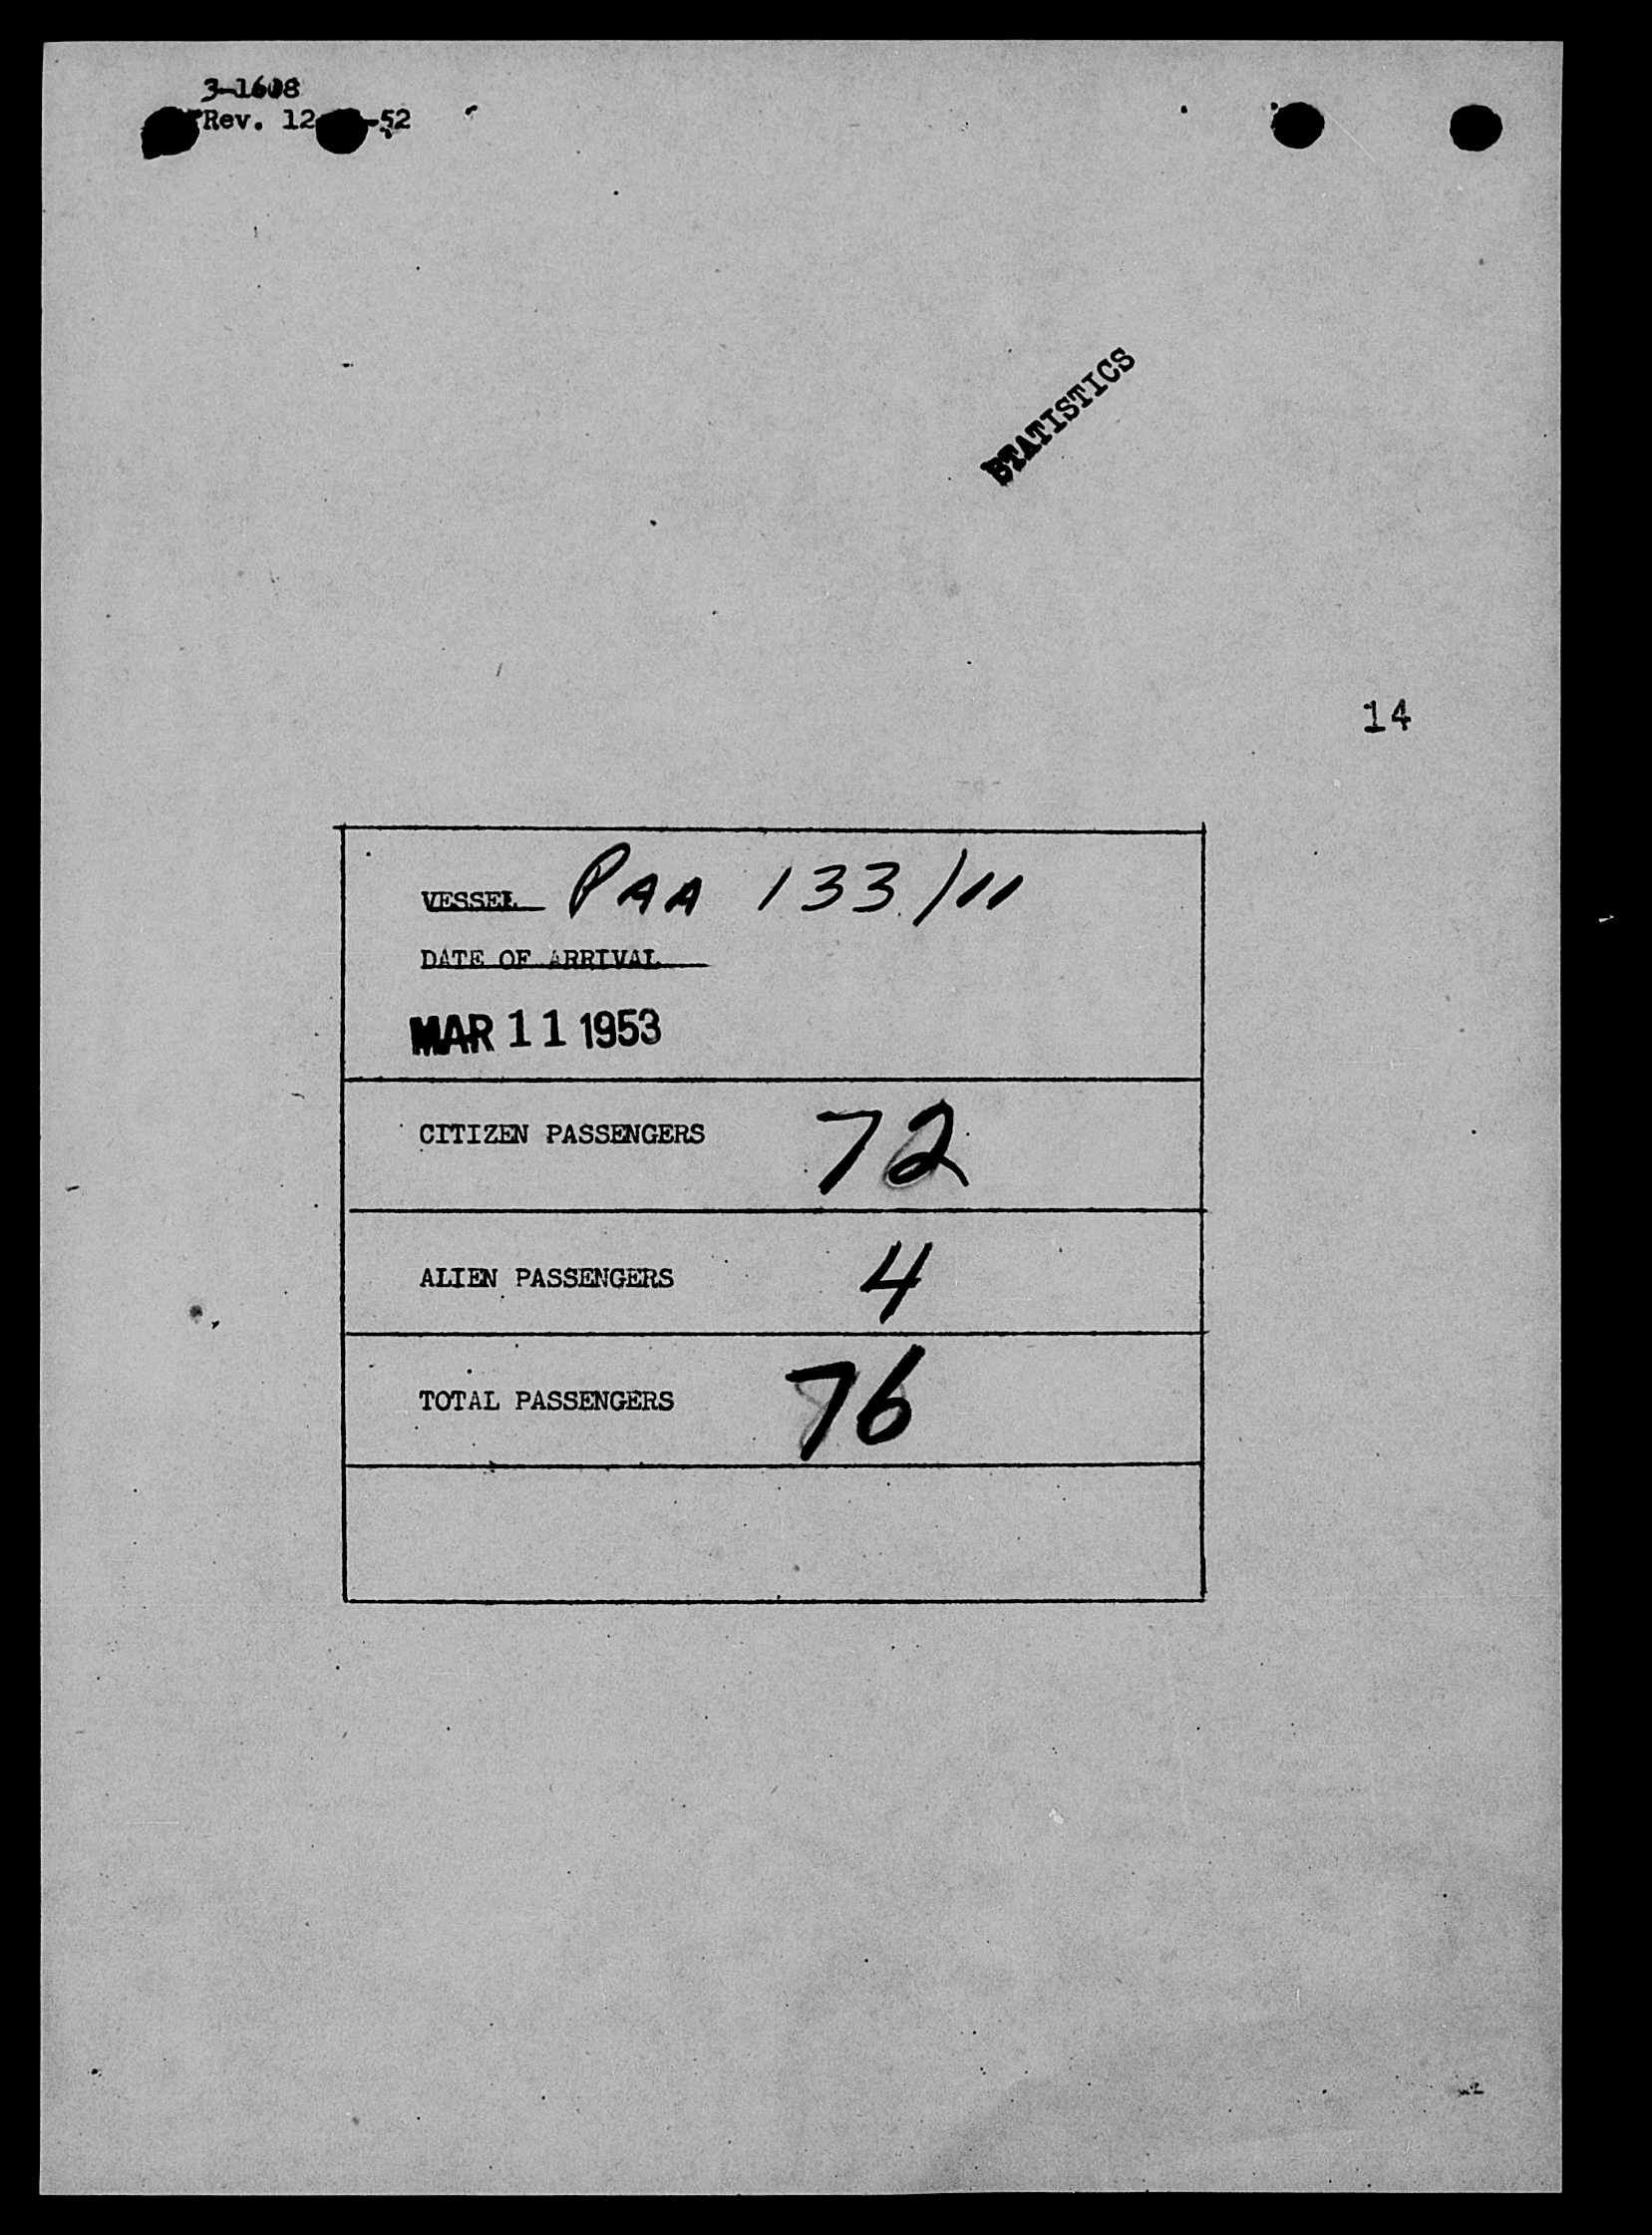 3-1608
Rev. 12 -52
STATISTICS
14
VESSEL PAA 133/11
DATE OF ARRIVAL
MAR 11 1953
CITIZEN PASSENGERS 72
ALIEN PASSENGERS 4
TOTAL PASSENGERS 76